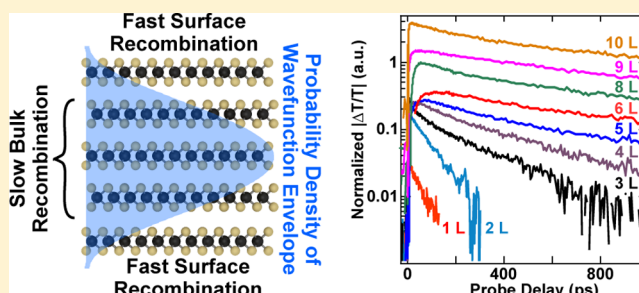 Fast Surface
Recombination
Slow Bulk
Recombination
Probability Density of
Wavefunction Envelope
Fast Surface
Recombination
Normalized |ΔT/T| (a.u.)
1
0.1
0.01
10 L
9 L
8 L
6 L
5 L
4 L
3 L
2 L
1 L
0
400
800
Probe Delay (ps)